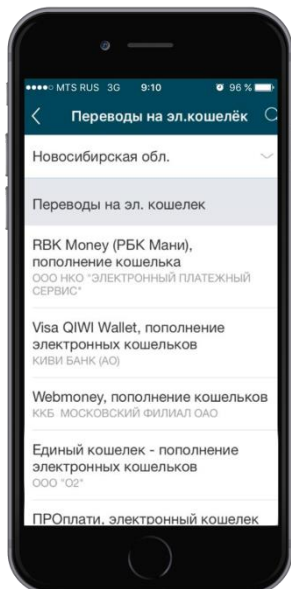 MTS RUS 3G 9:10 96 %
Переводы на эл.кошелёк
Новосибирская обл.
Переводы на эл. кошелек
RBK Money (РБК Мани),
пополнение кошелька
ООО НКО "ЭЛЕКТРОННЫЙ ПЛАТЕЖНЫЙ
СЕРВИС"
Visa QIWI Wallet, пополнение
электронных кошельков
КИВИ БАНК (АО)
Webmoney, пополнение кошельков
ККБ МОСКОВСКИЙ ФИЛИАЛ ОАО
Единый кошелек - пополнение
электронных кошельков
ООО "О2"
ПРОплати, электронный кошелек